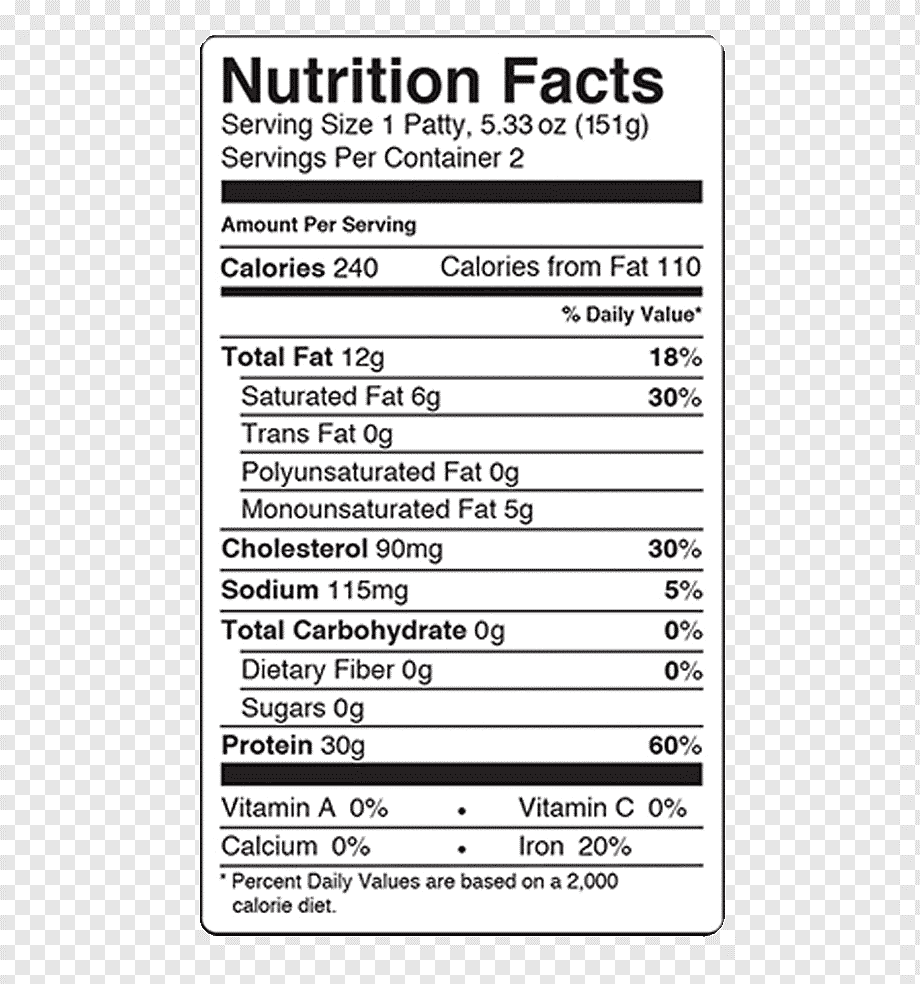 Nutrition Facts
Serving Size 1 Patty, 5.33 oz (151g)
Servings Per Container 2
Amount Per Serving
Calories 240 Calories from Fat 110
% Daily Value*
Total Fat 12g 18%
Saturated Fat 6g 30%
Trans Fat 0g
Polyunsaturated Fat 0g
Monounsaturated Fat 5g
Cholesterol 90mg 30%
Sodium 115mg 5%
Total Carbohydrate 0g 0%
Dietary Fiber 0g 0%
Sugars 0g
Protein 30g 60%
Vitamin A 0% • Vitamin C 0%
Calcium 0% • Iron 20%
* Percent Daily Values are based on a 2,000
calorie diet.